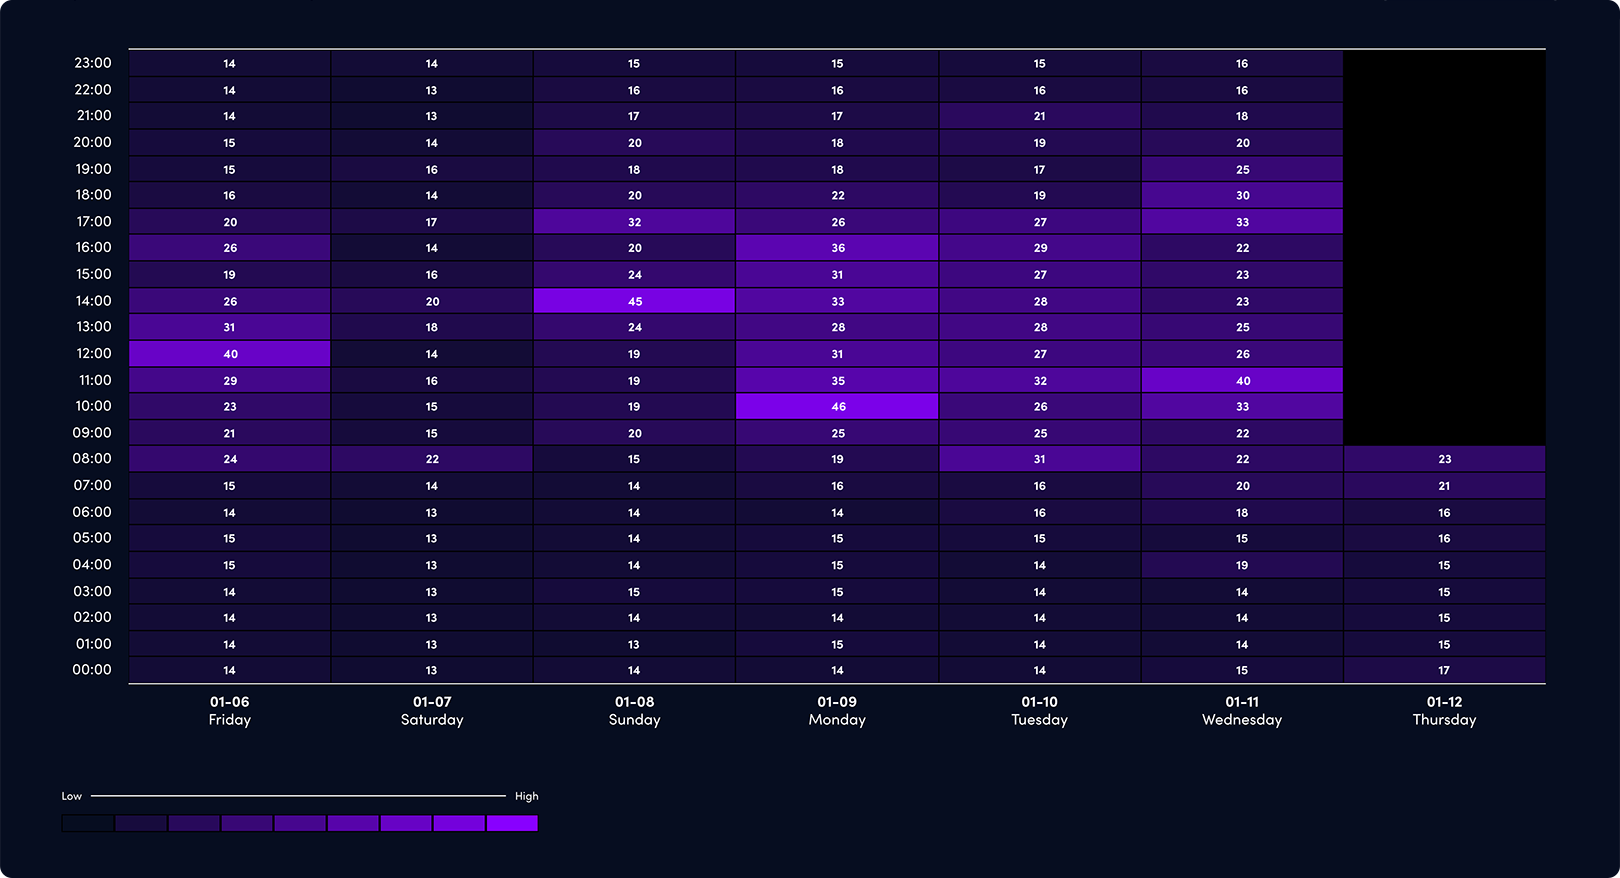 23:00 14 14 15 15 15 16
22:00 14 13 16 16 16 16
21:00 14 13 17 17 21 18
20:00 15 14 20 18 19 20
19:00 15 16 18 18 17 25
18:00 16 14 20 22 19 30
17:00 20 17 32 26 27 33
16:00 26 14 20 36 29 22
15:00 19 16 24 31 27 23
14:00 26 20 45 33 28 23
13:00 31 18 24 28 28 25
12:00 40 14 19 31 27 26
11:00 29 16 19 35 32 40
10:00 23 15 19 46 26 33
09:00 21 15 20 25 25 22
08:00 24 22 15 19 31 22 23
07:00 15 14 14 16 16 20 21
06:00 14 13 14 14 16 18 16
05:00 15 13 14 15 15 15 16
04:00 15 13 14 15 14 19 15
03:00 14 13 15 15 14 14 15
02:00 14 13 14 14 14 14 15
01:00 14 13 13 15 14 14 15
00:00 14 13 14 14 14 15 17
01-06 01-07 01-08 01-09 01-10 01-11 01-12
Friday Saturday Sunday Monday Tuesday Wednesday Thursday
Low High